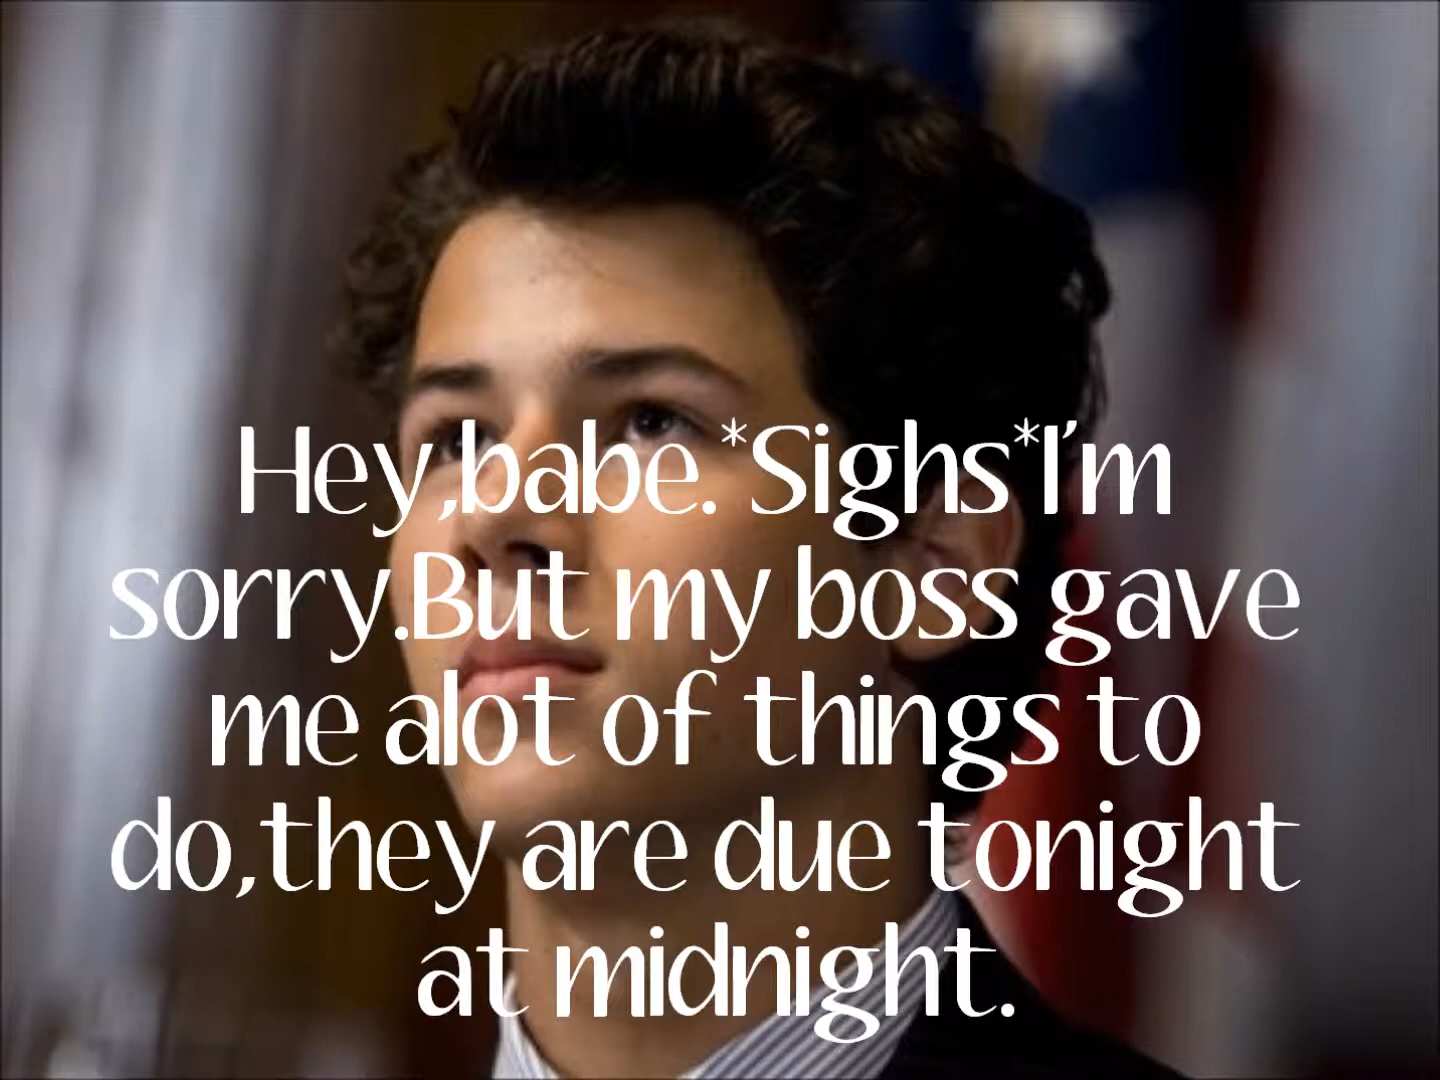 Hey,babe.*Sighs*I'm
sorry.But my boss gave
me alot of things to
do,they are due tonight
at midnight.